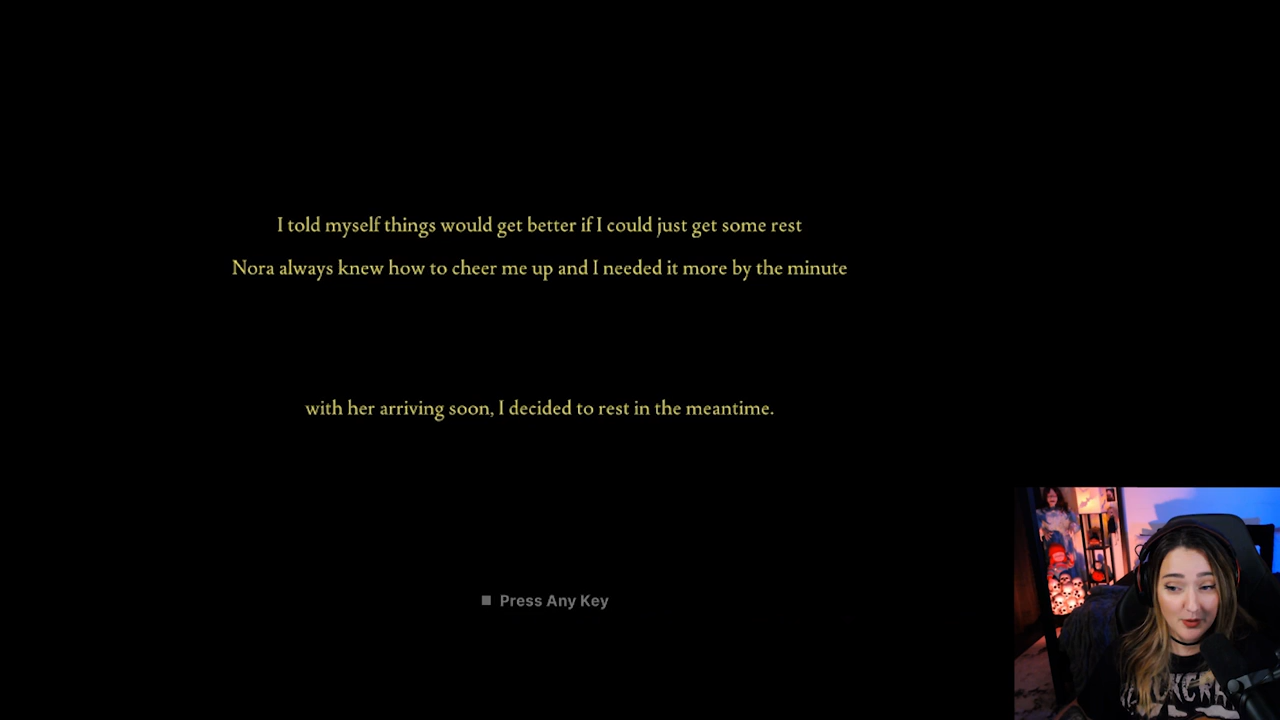 I told myself things would get better if I could just get some rest
Nora always knew how to cheer me up and I needed it more by the minute
with her arriving soon, I decided to rest in the meantime.
Press Any Key